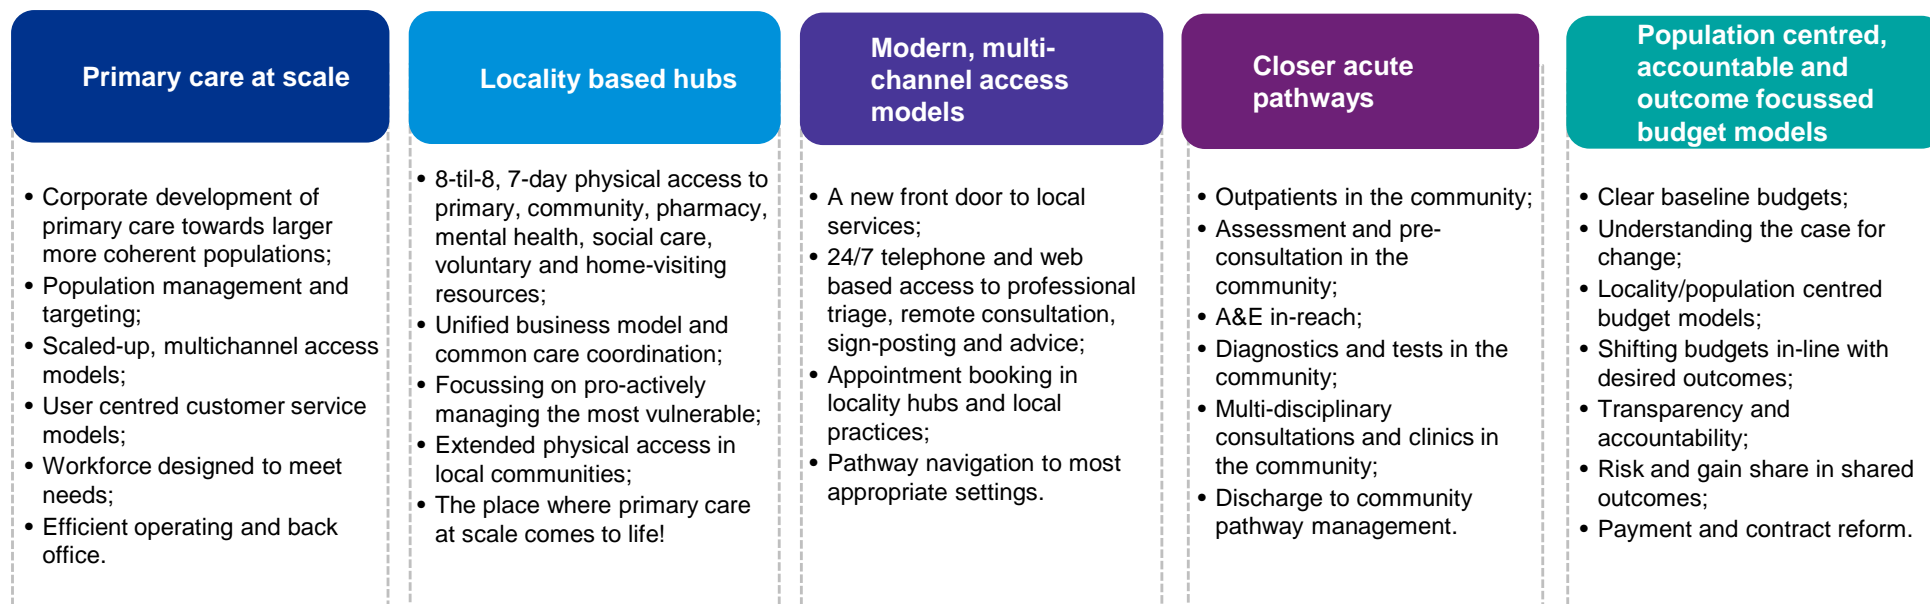 Primary care at scale
• Corporate development of
primary care towards larger
more coherent populations;
• Population management and
targeting;
• Scaled-up, multichannel access
models;
• User centred customer service
models;
• Workforce designed to meet
needs;
• Efficient operating and back
office.
Locality based hubs
• 8-til-8, 7-day physical access to
primary, community, pharmacy,
mental health, social care,
voluntary and home-visiting
resources;
• Unified business model and
common care coordination;
• Focussing on pro-actively
managing the most vulnerable;
• Extended physical access in
local communities;
• The place where primary care
at scale comes to life!
Modern, multi-
channel access
models
• A new front door to local
services;
• 24/7 telephone and web
based access to professional
triage, remote consultation,
sign-posting and advice;
• Appointment booking in
locality hubs and local
practices;
• Pathway navigation to most
appropriate settings.
Closer acute
pathways
• Outpatients in the community;
• Assessment and pre-
consultation in the
community;
• A&E in-reach;
• Diagnostics and tests in the
community;
• Multi-disciplinary
consultations and clinics in
the community;
• Discharge to community
pathway management.
Population centred,
accountable and
outcome focussed
budget models
• Clear baseline budgets;
• Understanding the case for
change;
• Locality/population centred
budget models;
• Shifting budgets in-line with
desired outcomes;
• Transparency and
accountability;
• Risk and gain share in shared
outcomes;
• Payment and contract reform.